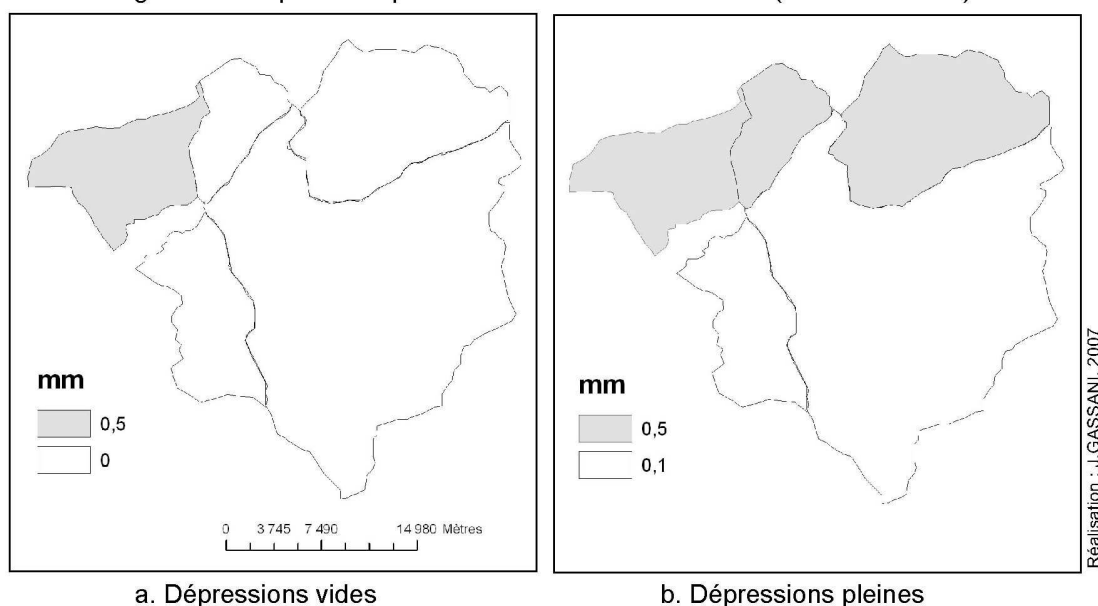 mm
0,5
0
0 3 745 7 490 14 980 Mètres
a. Dépressions vides
mm
0,5
0,1
b. Dépressions pleines
Réalisation : J.GASSANI, 2007